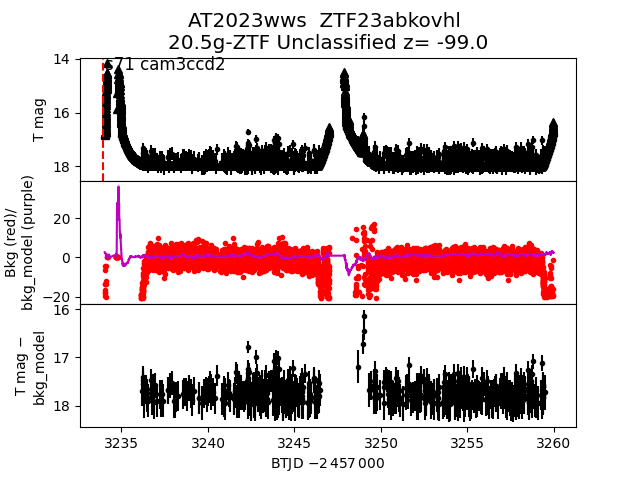 AT2023wws  ZTF23abkovhl
20.5g-ZTF Unclassified z= -99.0
s71 cam3ccd2
T mag
14
16
18
Bkg (red)/
bkg_model (purple)
20
0
−20
T mag −
bkg_model
16
17
18
3235 3240 3245 3250 3255 3260
BTJD −2 457 000